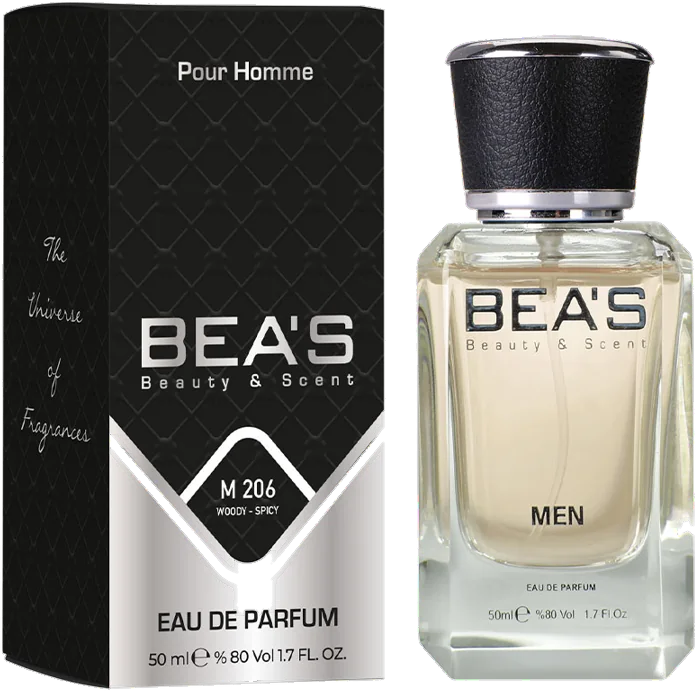 Pour Homme
The
Universe
of
Fragrances
BEA'S
Beauty & Scent
M 206
WOODY - SPICY
EAU DE PARFUM
50 ml ℮ % 80 Vol 1.7 FL. OZ.
BEA'S
Beauty & Scent
MEN
EAU DE PARFUM
50ml ℮ %80 Vol 1.7 Fl.Oz